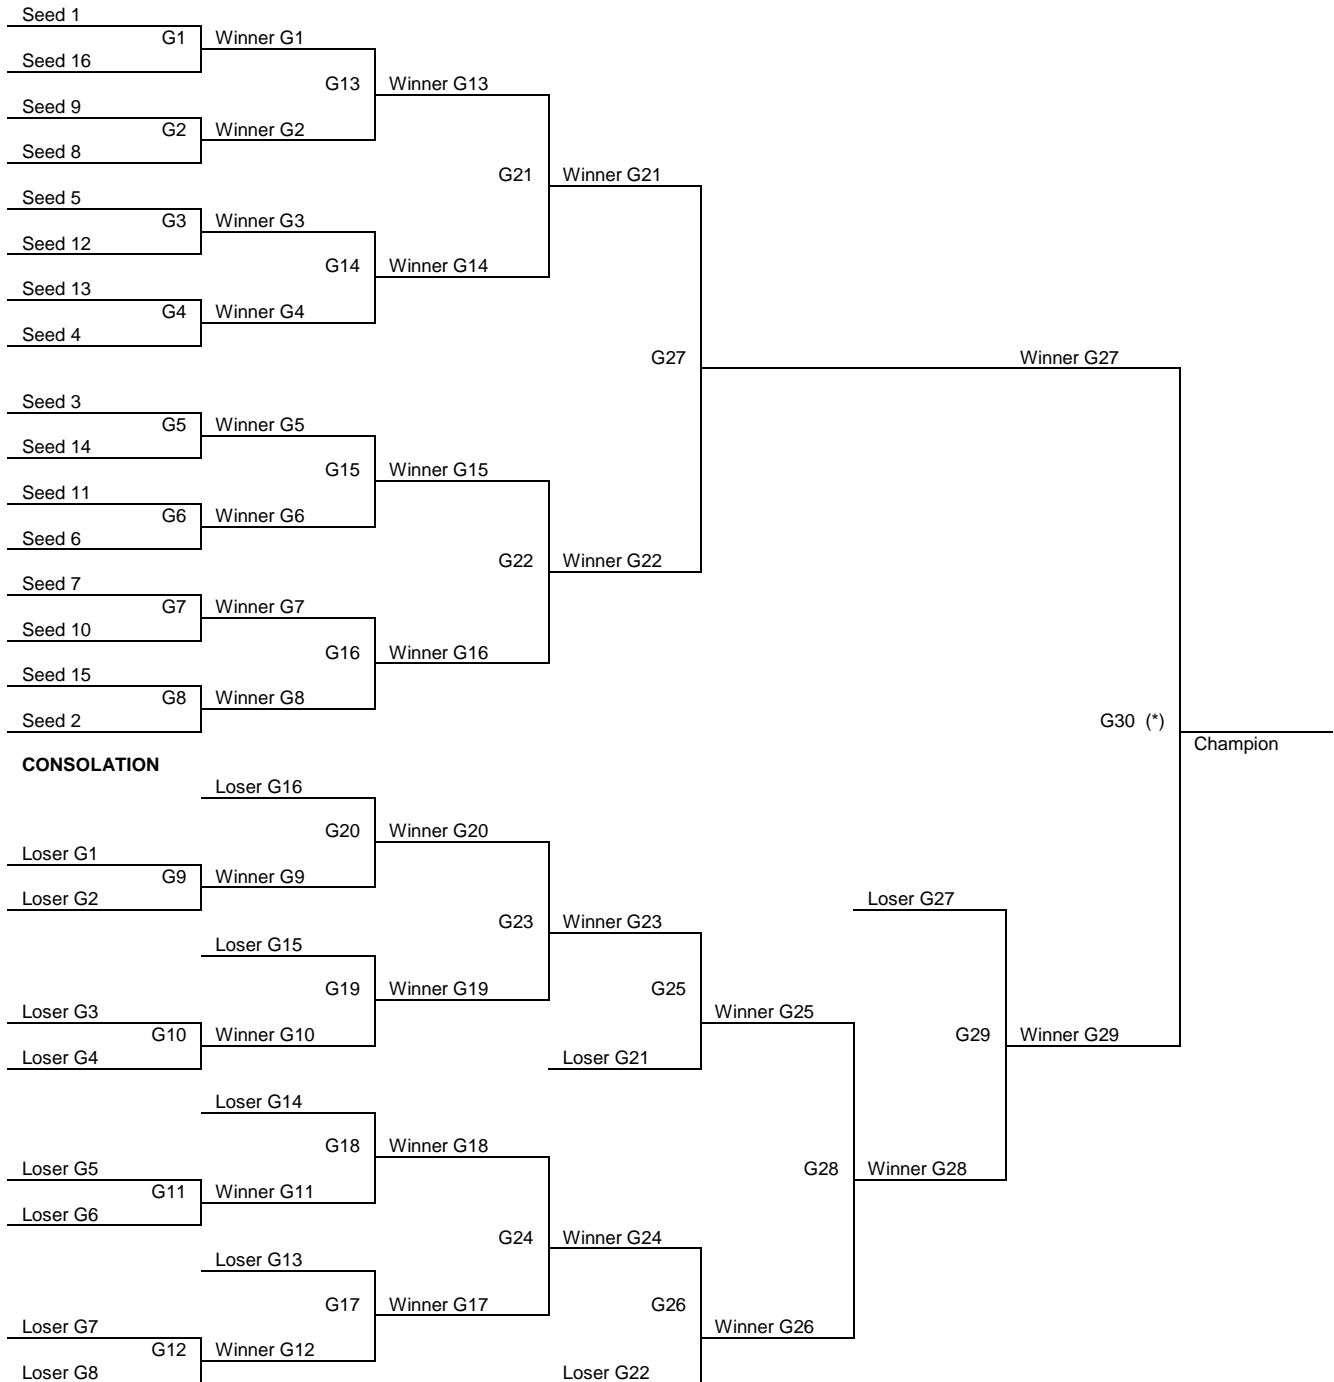 Seed 1
G1 Winner G1
Seed 16
G13 Winner G13
Seed 9
G2 Winner G2
Seed 8
G21 Winner G21
Seed 5
G3 Winner G3
Seed 12
G14 Winner G14
Seed 13
G4 Winner G4
Seed 4
G27 Winner G27
Seed 3
G5 Winner G5
Seed 14
G15 Winner G15
Seed 11
G6 Winner G6
Seed 6
G22 Winner G22
Seed 7
G7 Winner G7
Seed 10
G16 Winner G16
Seed 15
G8 Winner G8
Seed 2
G30 (*)
Champion
CONSOLATION
Loser G16
G20 Winner G20
Loser G1
G9 Winner G9
Loser G2
Loser G27
G23 Winner G23
Loser G15
G19 Winner G19
G25
Loser G3
Winner G25
G10 Winner G10
G29 Winner G29
Loser G4
Loser G21
Loser G14
G18 Winner G18
Loser G5
G28 Winner G28
G11 Winner G11
Loser G6
G24 Winner G24
Loser G13
G17 Winner G17
G26
Loser G7
Winner G26
G12 Winner G12
Loser G8
Loser G22